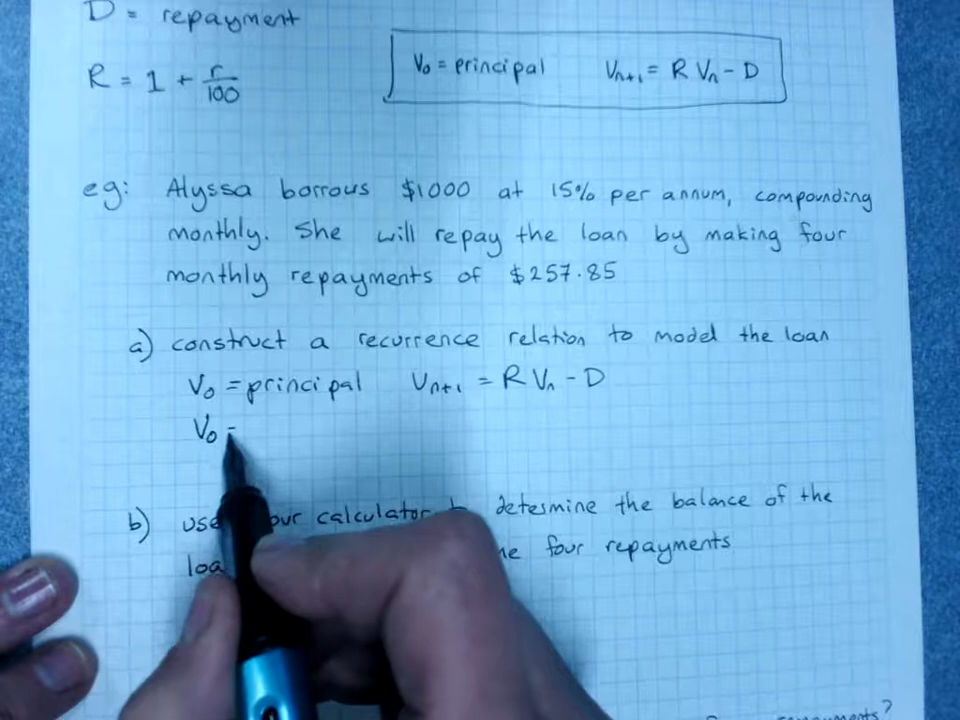 D = repayment
R = 1 + r/100
V₀ = principal Vₙ₊₁ = R Vₙ - D
eg: Alyssa borrows $1000 at 15% per annum, compounding
monthly. She will repay the loan by making four
monthly repayments of $257.85
a) construct a recurrence relation to model the loan
V₀ = principal Vₙ₊₁ = R Vₙ - D
V₀ =
b) use calculator determine the balance of the
four repayments